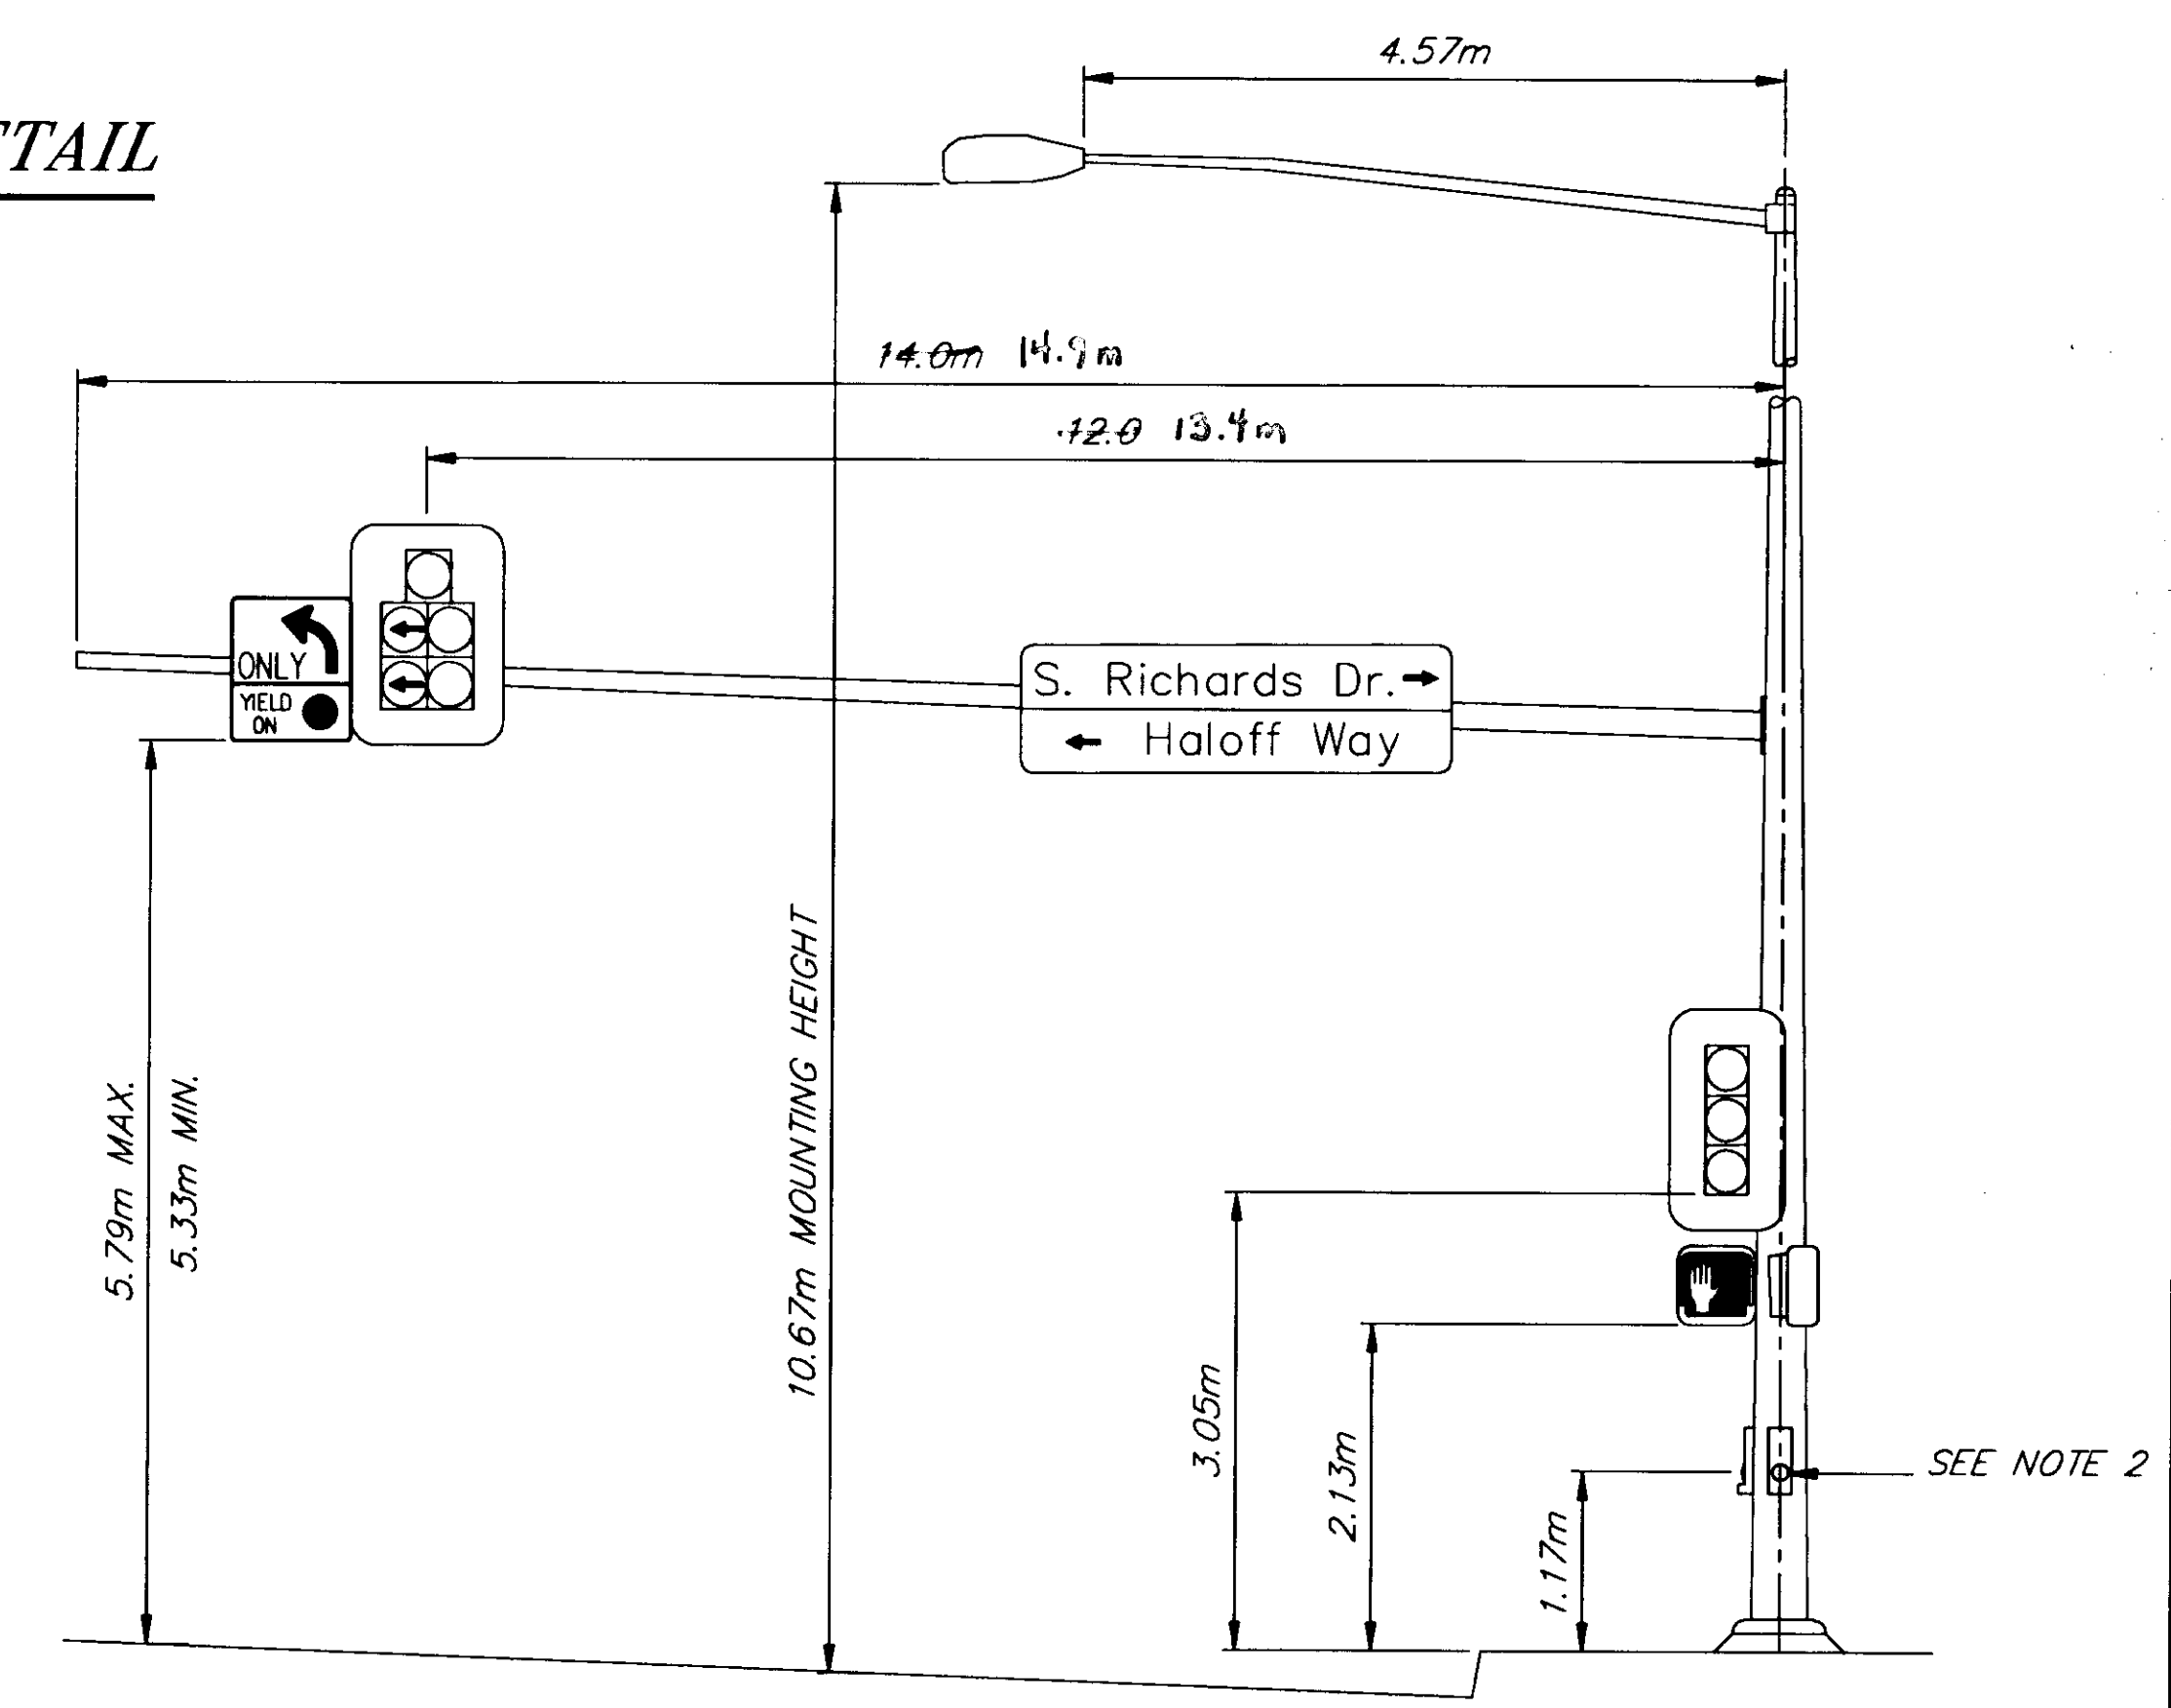 TAIL
4.57m
14.0m 14.9m
12.0 13.4m
ONLY
YIELD
ON
S. Richards Dr.
Haloff Way
5.79m MAX.
5.33m MIN.
10.67m MOUNTING HEIGHT
3.05m
2.13m
1.17m
SEE NOTE 2